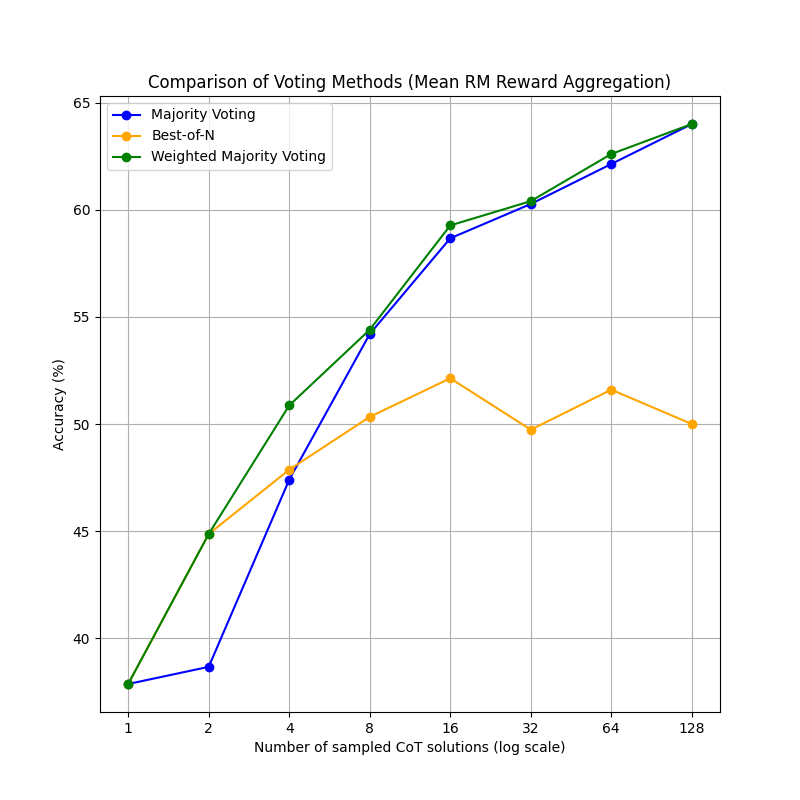 Comparison of Voting Methods (Mean RM Reward Aggregation)
Majority Voting
Best-of-N
Weighted Majority Voting
65
60
55
50
45
40
Accuracy (%)
1 2 4 8 16 32 64 128
Number of sampled CoT solutions (log scale)